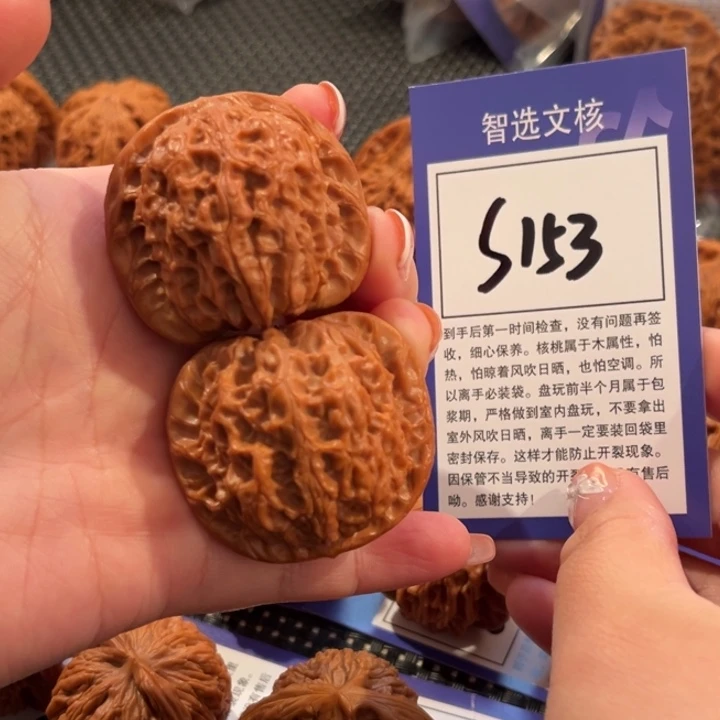 智选文核
S153
到手后第一时间检查，没有问题再签
收，细心保养。核桃属于木属性，怕
热，怕晾着风吹日晒，也怕空调。所
以离手必装袋。盘玩前半个月属于包
浆期，严格做到室内盘玩，不要拿出
室外风吹日晒，离手一定要装回袋里
密封保存。这样才能防止开裂现象。
因保管不当导致的开有售后
呦。感谢支持！